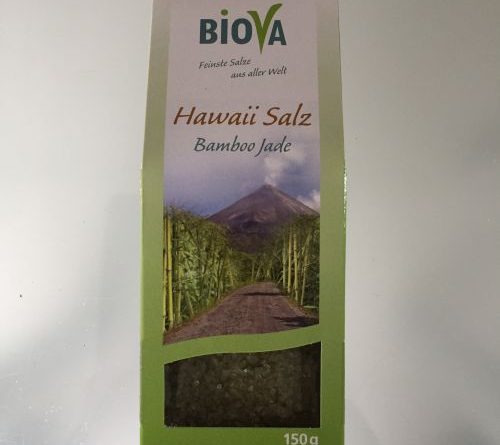 BIOVA
Feinste Salze
aus aller Welt
Hawaii Salz
Bamboo Jade
150g